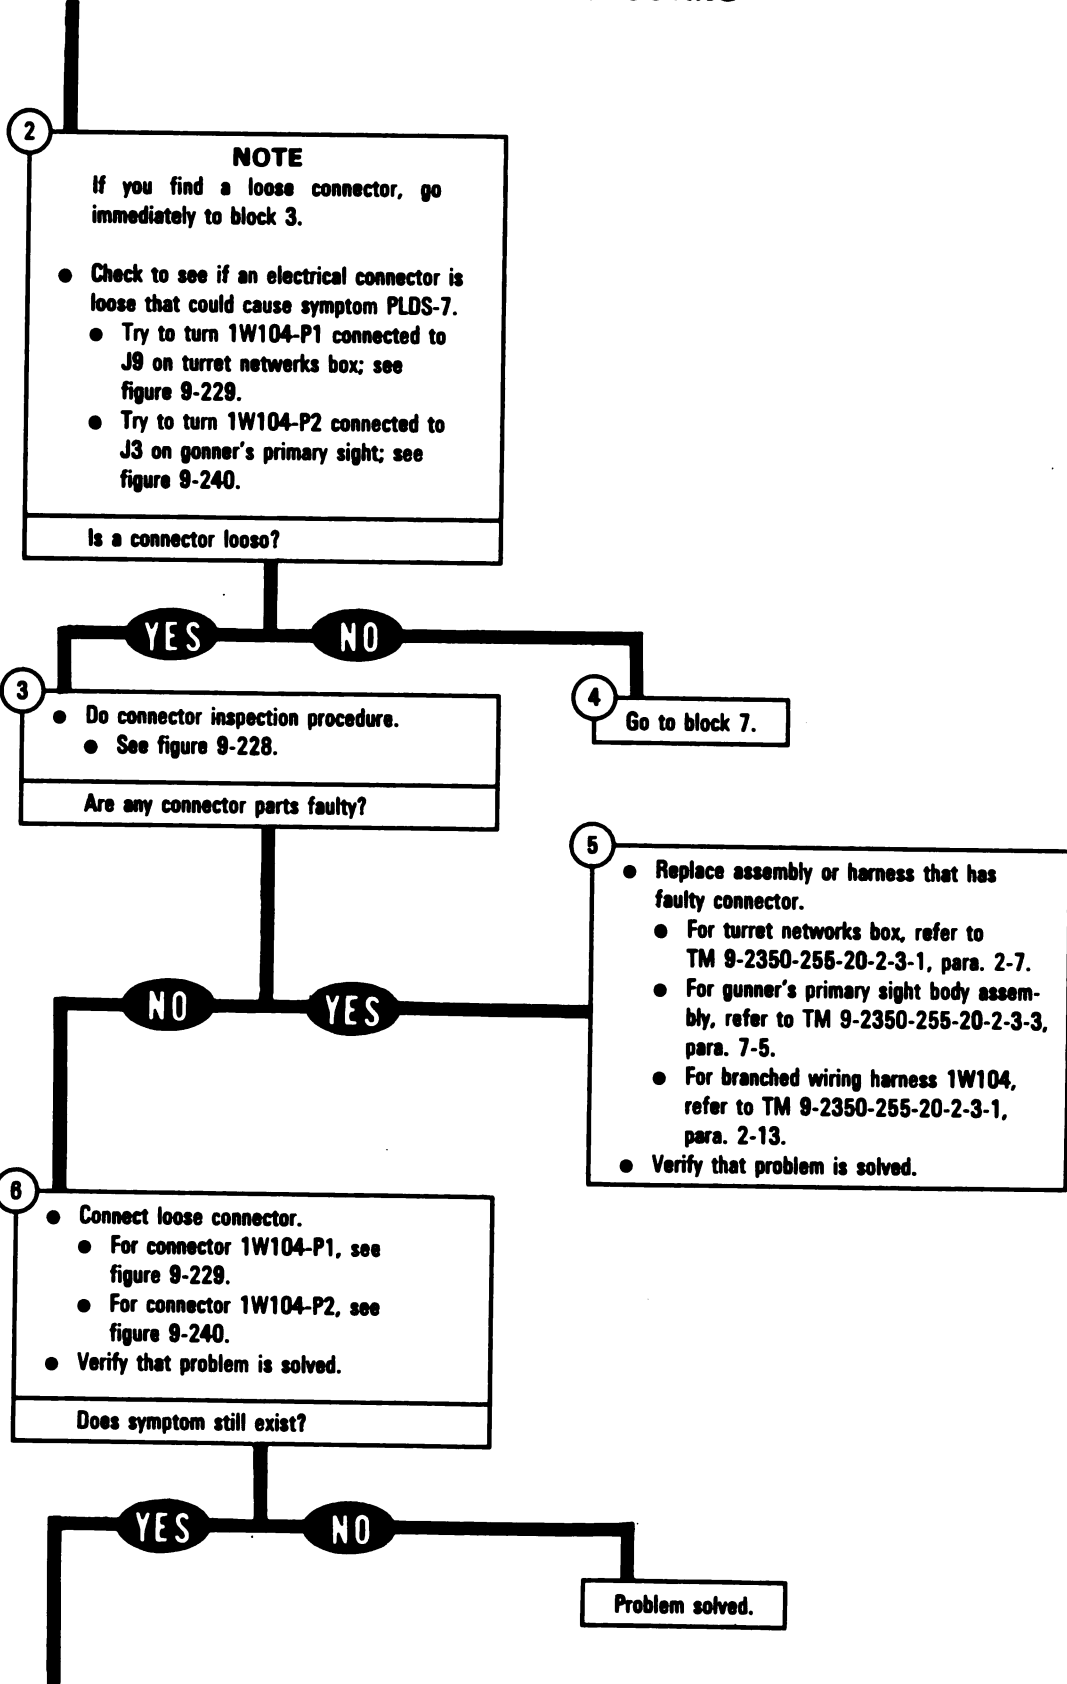 2
NOTE
If you find a loose connector, go
immediately to block 3.
● Check to see if an electrical connector is
loose that could cause symptom PLDS-7.
● Try to turn 1W104-P1 connected to
J9 on turret netwerks box; see
figure 9-229.
● Try to turn 1W104-P2 connected to
J3 on gonner's primary sight; see
figure 9-240.
Is a connector looso?
YES
NO
3
● Do connector inspection procedure.
● See figure 9-228.
Are any connector parts faulty?
4
Go to block 7.
5
● Replace assembly or harness that has
faulty connector.
● For turret networks box, refer to
TM 9-2350-255-20-2-3-1, para. 2-7.
● For gunner's primary sight body assem-
bly, refer to TM 9-2350-255-20-2-3-3,
para. 7-5.
● For branched wiring harness 1W104,
refer to TM 9-2350-255-20-2-3-1,
para. 2-13.
● Verify that problem is solved.
NO
YES
6
● Connect loose connector.
● For connector 1W104-P1, see
figure 9-229.
● For connector 1W104-P2, see
figure 9-240.
● Verify that problem is solved.
Does symptom still exist?
YES
NO
Problem solved.